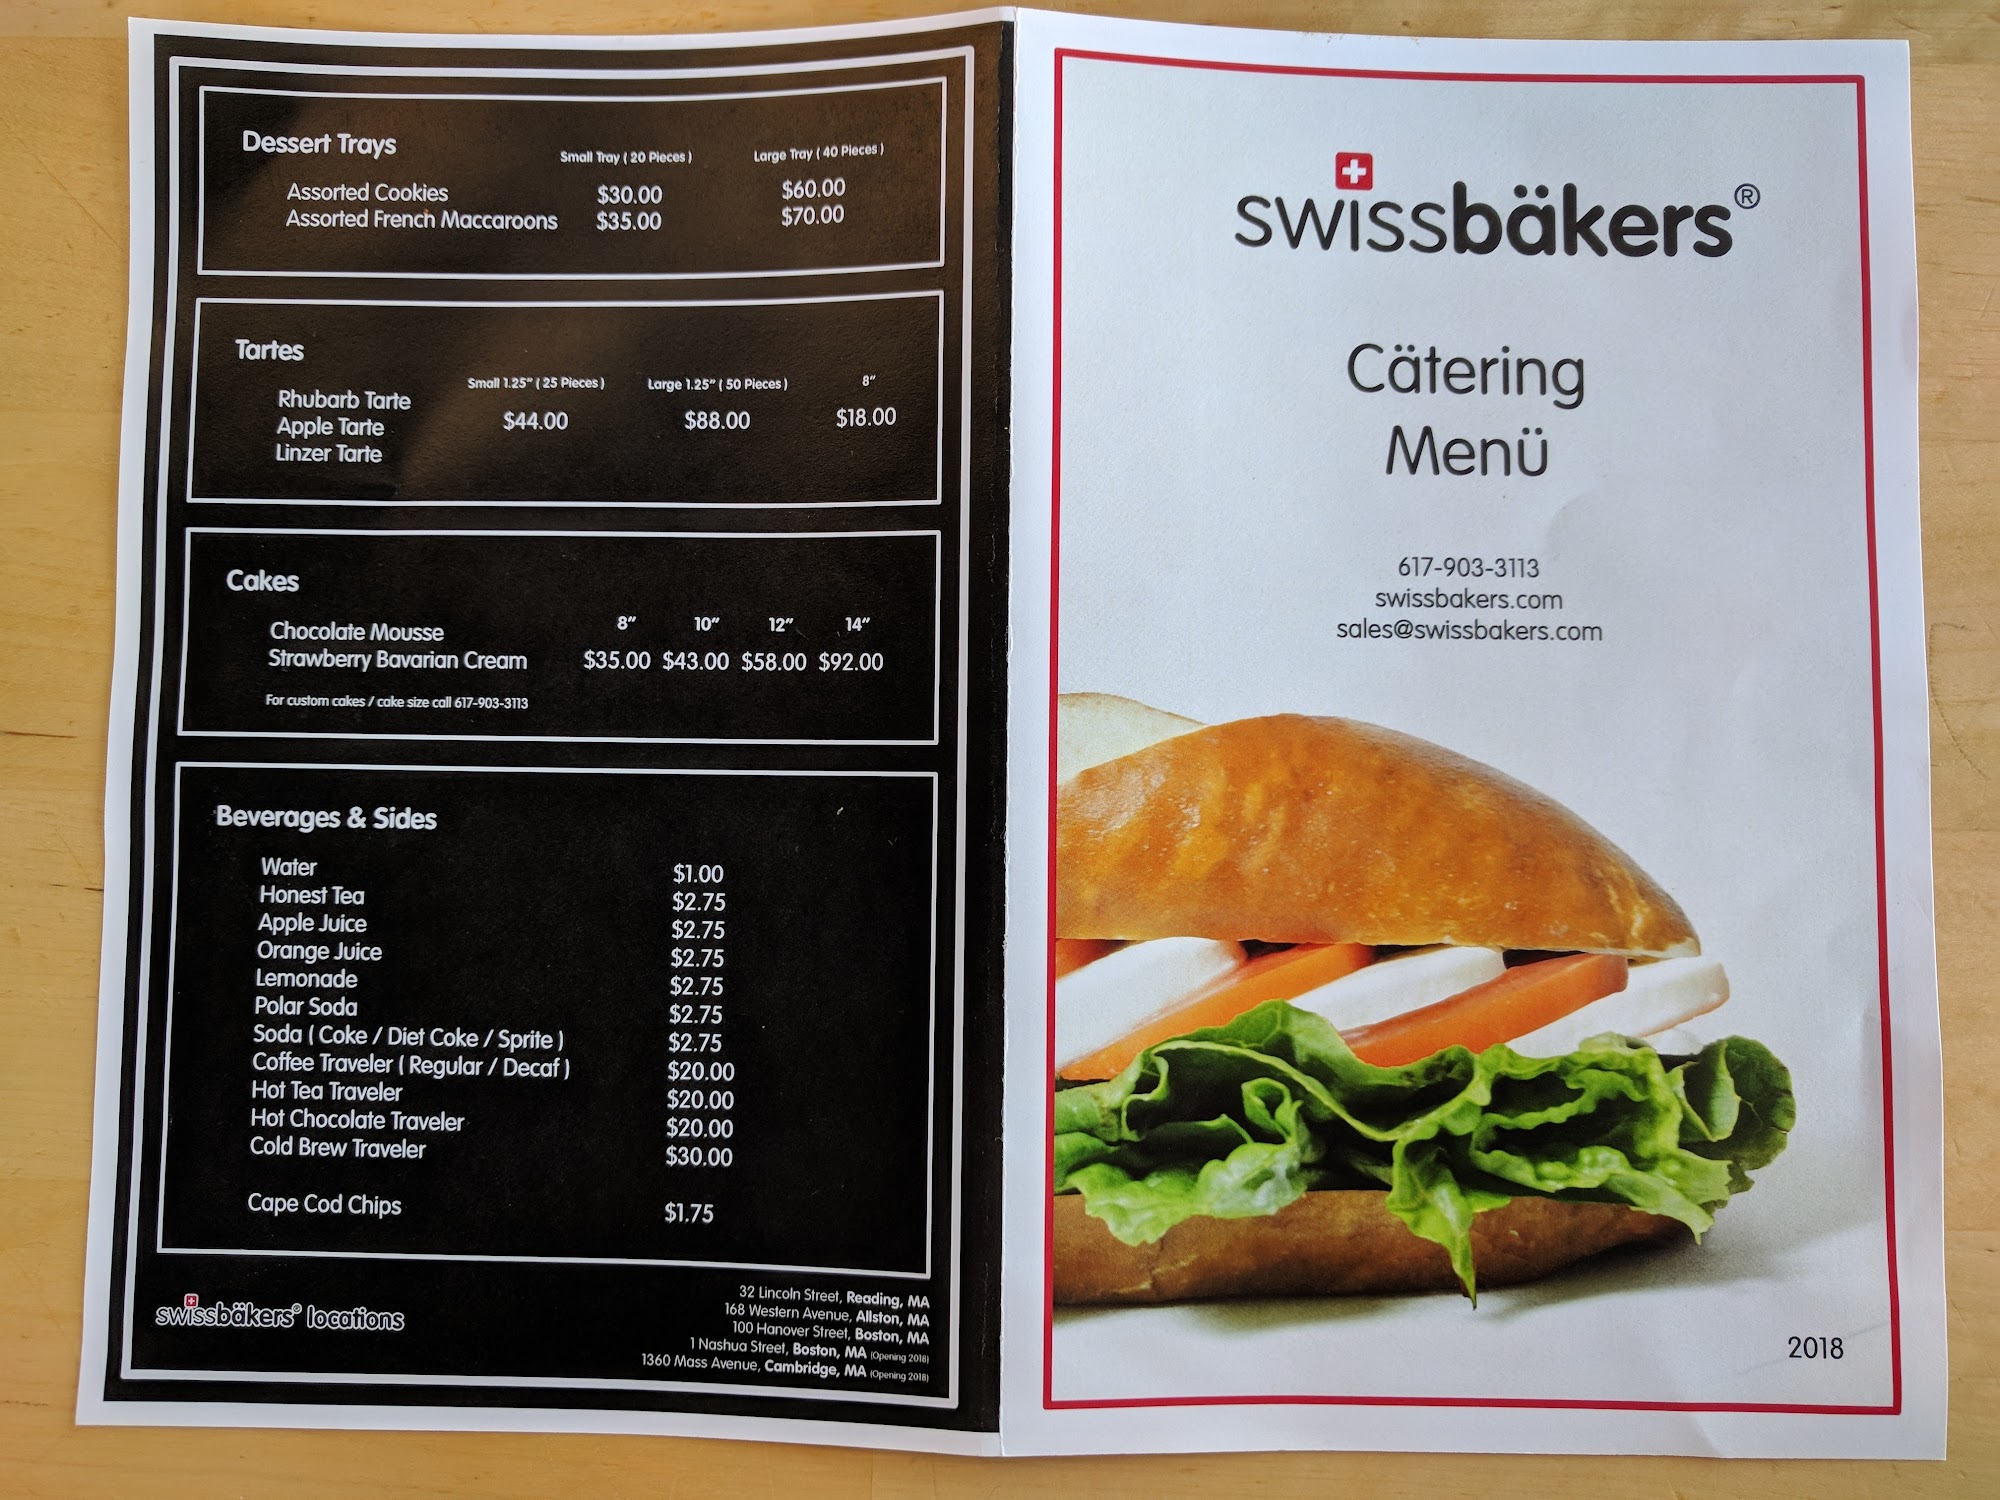 Dessert Trays
Small Tray ( 20 Pieces ) Large Tray ( 40 Pieces )
Assorted Cookies $30.00 $60.00
Assorted French Maccaroons $35.00 $70.00
Tartes
Small 1.25" ( 25 Pieces ) Large 1.25" ( 50 Pieces ) 8"
Rhubarb Tarte
Apple Tarte $44.00 $88.00 $18.00
Linzer Tarte
Cakes
8" 10" 12" 14"
Chocolate Mousse
Strawberry Bavarian Cream $35.00 $43.00 $58.00 $92.00
For custom cakes / cake size call 617-903-3113
Beverages & Sides
Water $1.00
Honest Tea $2.75
Apple Juice $2.75
Orange Juice $2.75
Lemonade $2.75
Polar Soda $2.75
Soda ( Coke / Diet Coke / Sprite ) $2.75
Coffee Traveler ( Regular / Decaf ) $20.00
Hot Tea Traveler $20.00
Hot Chocolate Traveler $20.00
Cold Brew Traveler $30.00
Cape Cod Chips $1.75
swissbäkers® locations
32 Lincoln Street, Reading, MA
168 Western Avenue, Allston, MA
100 Hanover Street, Boston, MA
1 Nashua Street, Boston, MA (Opening 2018)
1360 Mass Avenue, Cambridge, MA (Opening 2018)
swissbäkers®
Cätering
Menü
617-903-3113
swissbakers.com
sales@swissbakers.com
2018